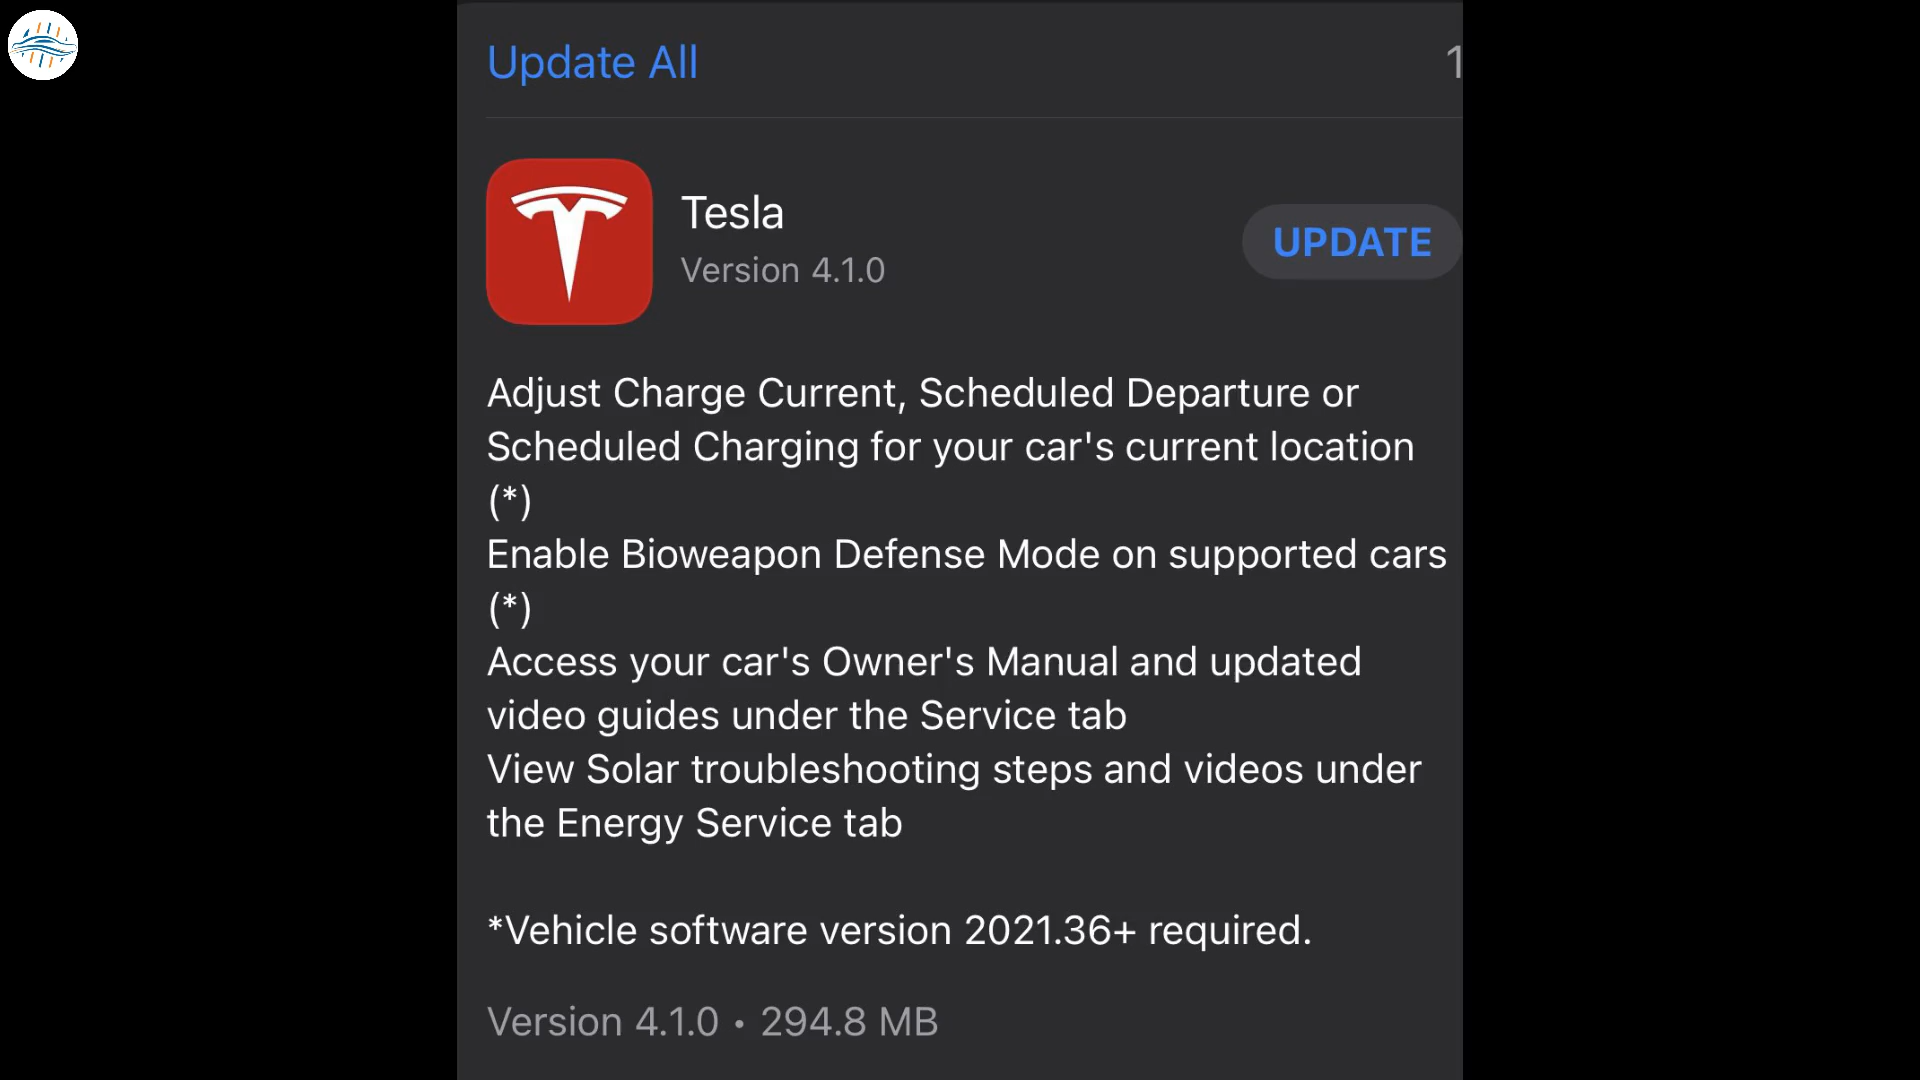 Update All
1
Tesla
Version 4.1.0
UPDATE
Adjust Charge Current, Scheduled Departure or
Scheduled Charging for your car's current location
(*)
Enable Bioweapon Defense Mode on supported cars
(*)
Access your car's Owner's Manual and updated
video guides under the Service tab
View Solar troubleshooting steps and videos under
the Energy Service tab
*Vehicle software version 2021.36+ required.
Version 4.1.0 • 294.8 MB